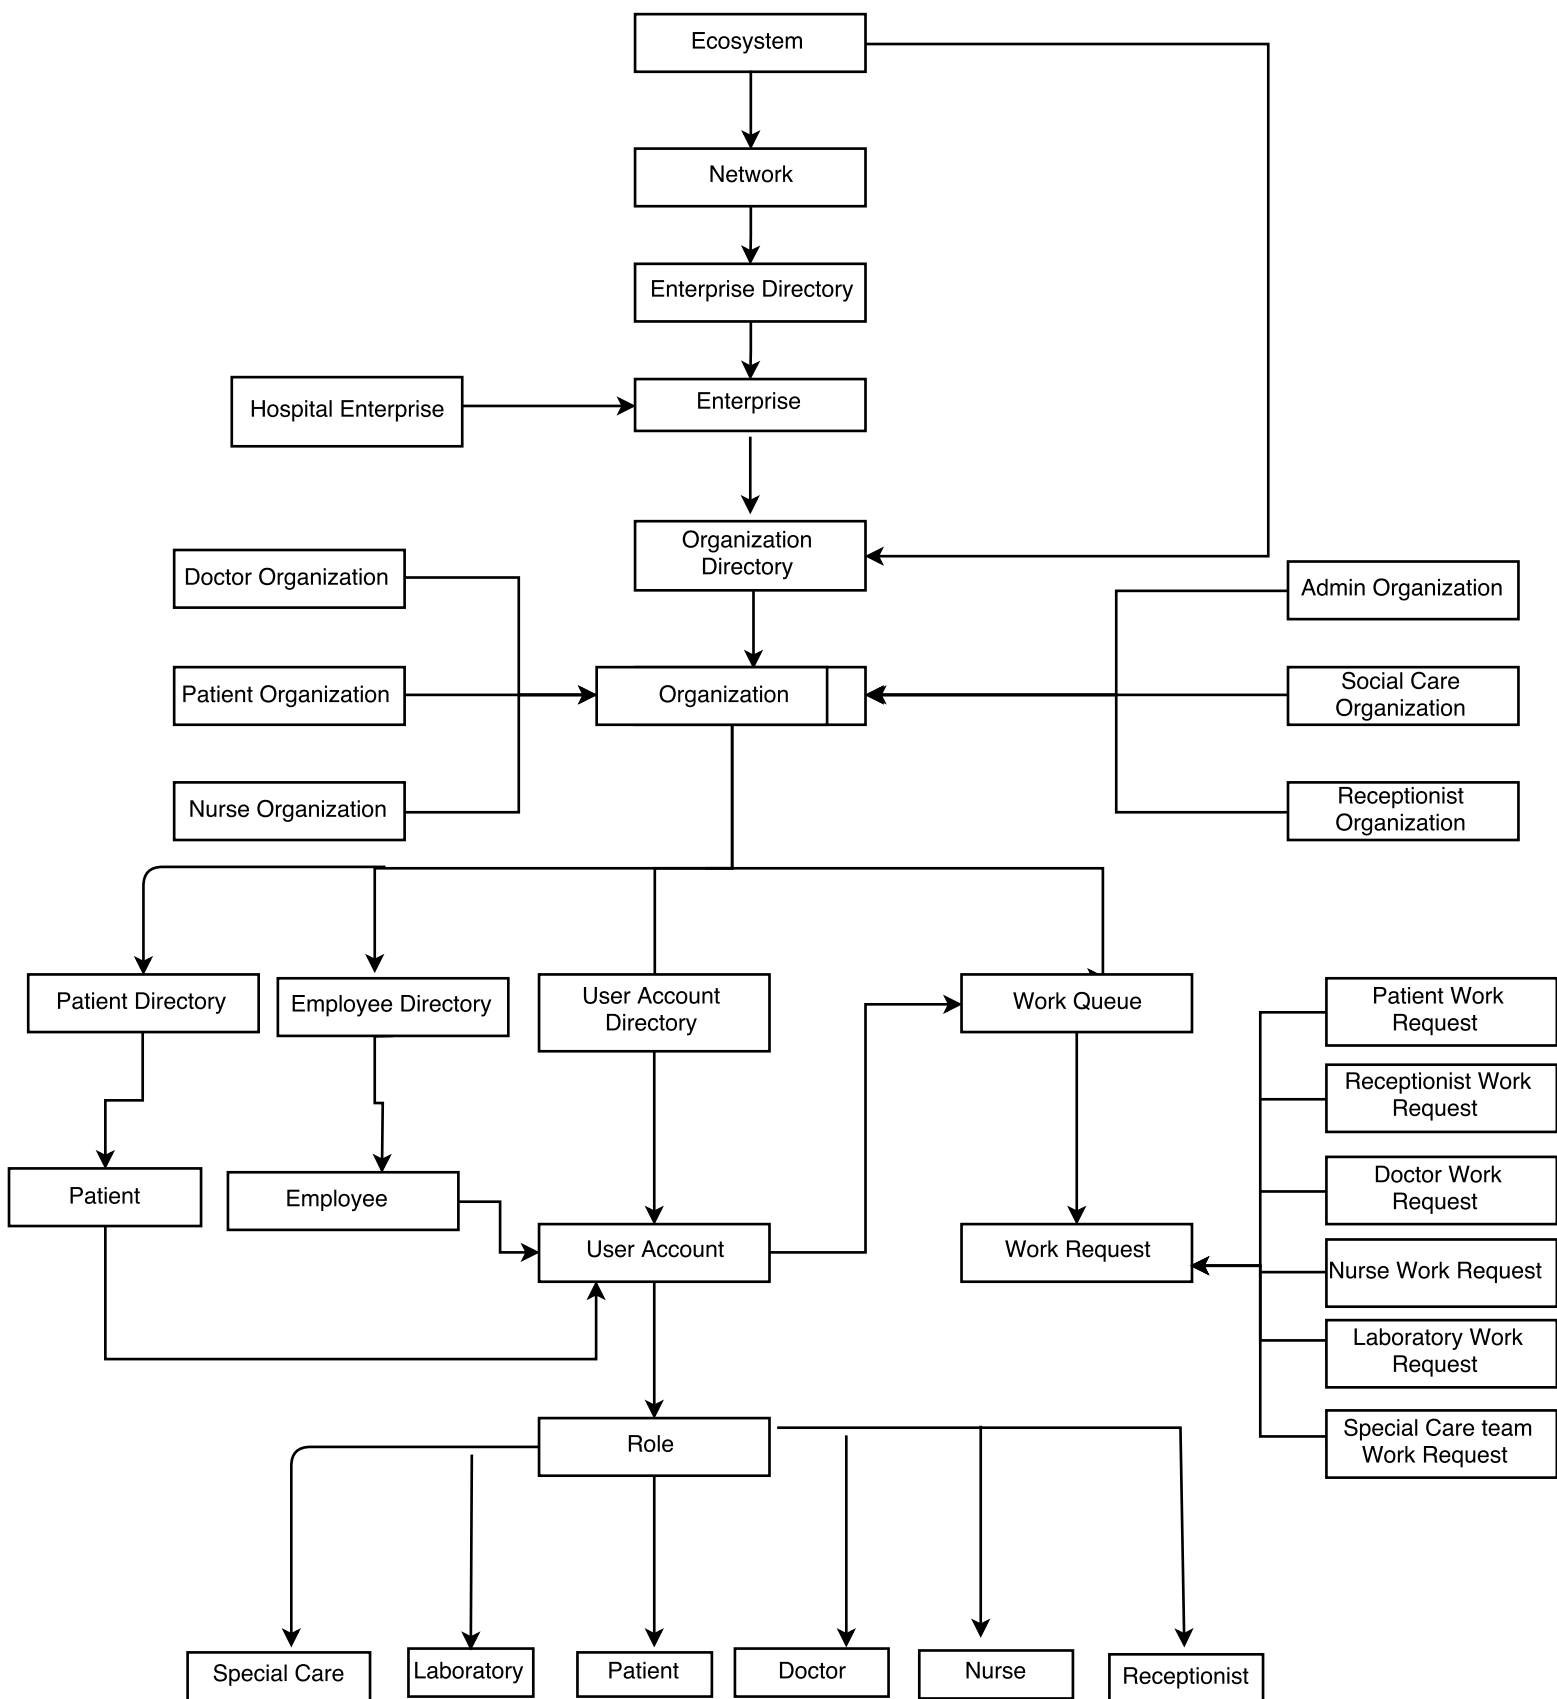 Ecosystem
Network
Enterprise Directory
Hospital Enterprise
Enterprise
Organization
Directory
Doctor Organization
Admin Organization
Patient Organization
Organization
Social Care
Organization
Nurse Organization
Receptionist
Organization
Patient Directory
Employee Directory
User Account
Directory
Work Queue
Patient Work
Request
Receptionist Work
Request
Doctor Work
Request
Patient
Employee
User Account
Work Request
Nurse Work Request
Laboratory Work
Request
Special Care team
Work Request
Role
Special Care
Laboratory
Patient
Doctor
Nurse
Receptionist